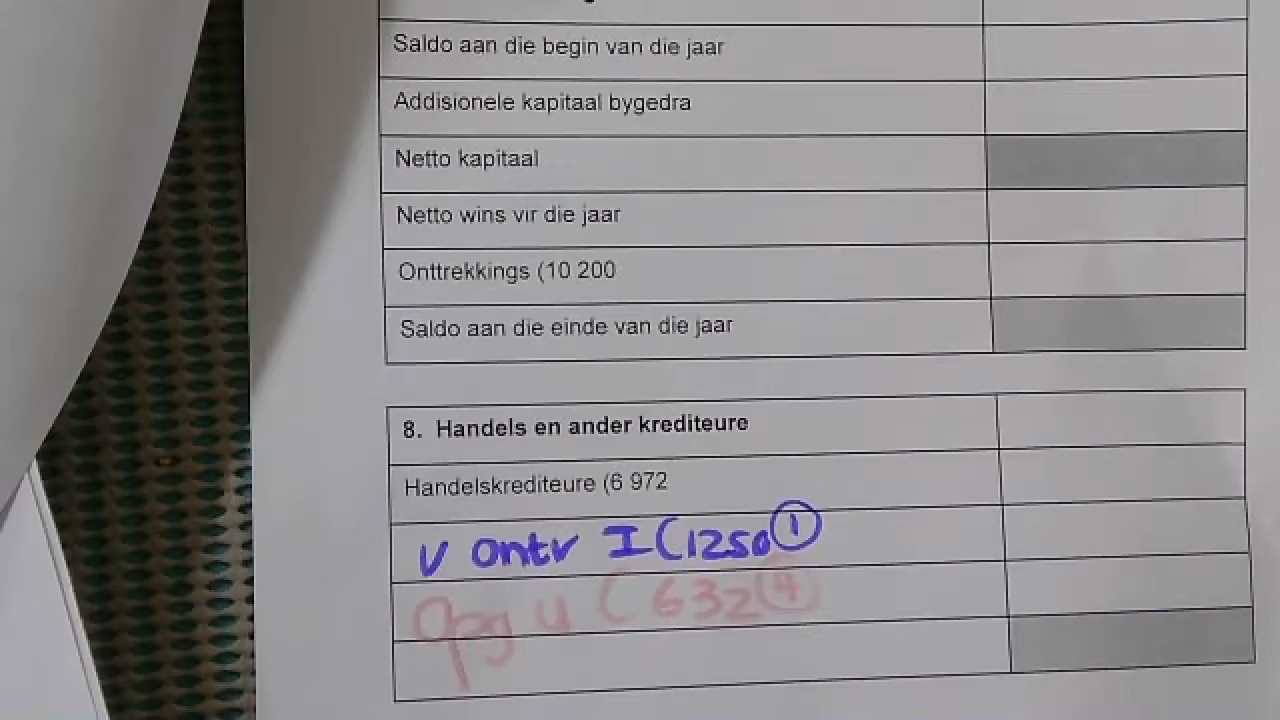 Saldo aan die begin van die jaar
Addisionele kapitaal bygedra
Netto kapitaal
Netto wins vir die jaar
Onttrekkings (10 200
Saldo aan die einde van die jaar
8. Handels en ander krediteure
Handelskrediteure (6 972
V ontv I (1250 ①
Opg u (632 ④